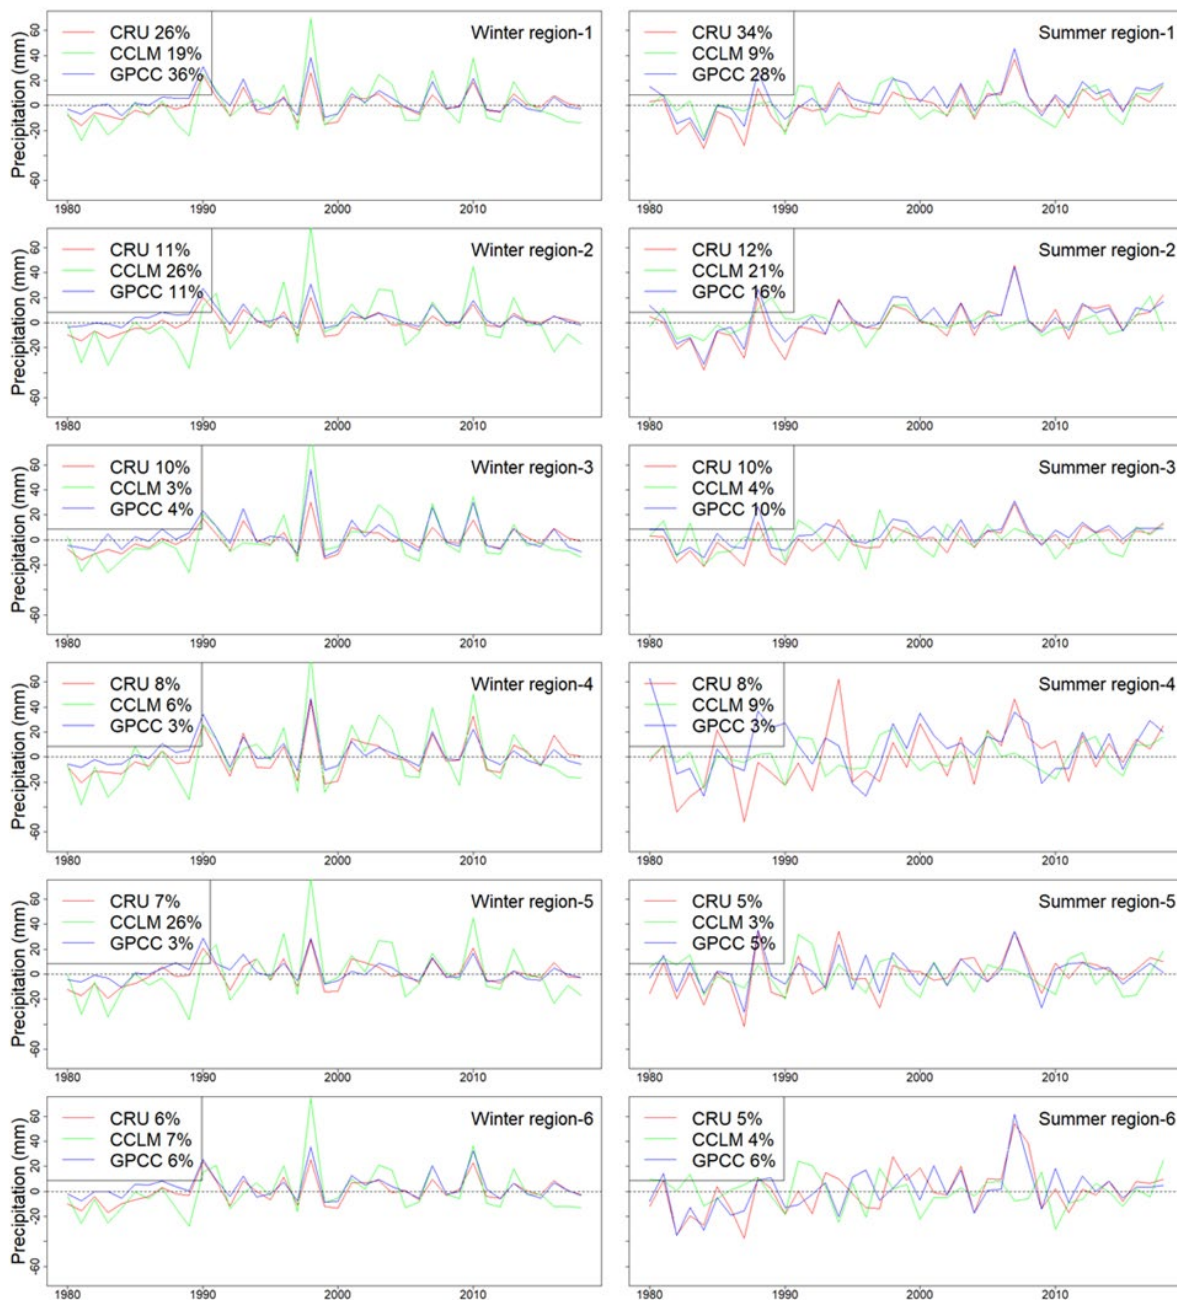 CRU 26%
CCLM 19%
GPCC 36%
Winter region-1
Precipitation (mm)
60
40
20
0
-20
-60
1980
1990
2000
2010
CRU 34%
CCLM 9%
GPCC 28%
Summer region-1
1980
1990
2000
2010
CRU 11%
CCLM 26%
GPCC 11%
Winter region-2
Precipitation (mm)
60
40
20
0
-20
-60
1980
1990
2000
2010
CRU 12%
CCLM 21%
GPCC 16%
Summer region-2
1980
1990
2000
2010
CRU 10%
CCLM 3%
GPCC 4%
Winter region-3
Precipitation (mm)
60
40
20
0
-20
-60
1980
1990
2000
2010
CRU 10%
CCLM 4%
GPCC 10%
Summer region-3
1980
1990
2000
2010
CRU 8%
CCLM 6%
GPCC 3%
Winter region-4
Precipitation (mm)
60
40
20
0
-20
-60
1980
1990
2000
2010
CRU 8%
CCLM 9%
GPCC 3%
Summer region-4
1980
1990
2000
2010
CRU 7%
CCLM 26%
GPCC 3%
Winter region-5
Precipitation (mm)
60
40
20
0
-20
-60
1980
1990
2000
2010
CRU 5%
CCLM 3%
GPCC 5%
Summer region-5
1980
1990
2000
2010
CRU 6%
CCLM 7%
GPCC 6%
Winter region-6
Precipitation (mm)
60
40
20
0
-20
-60
1980
1990
2000
2010
CRU 5%
CCLM 4%
GPCC 6%
Summer region-6
1980
1990
2000
2010